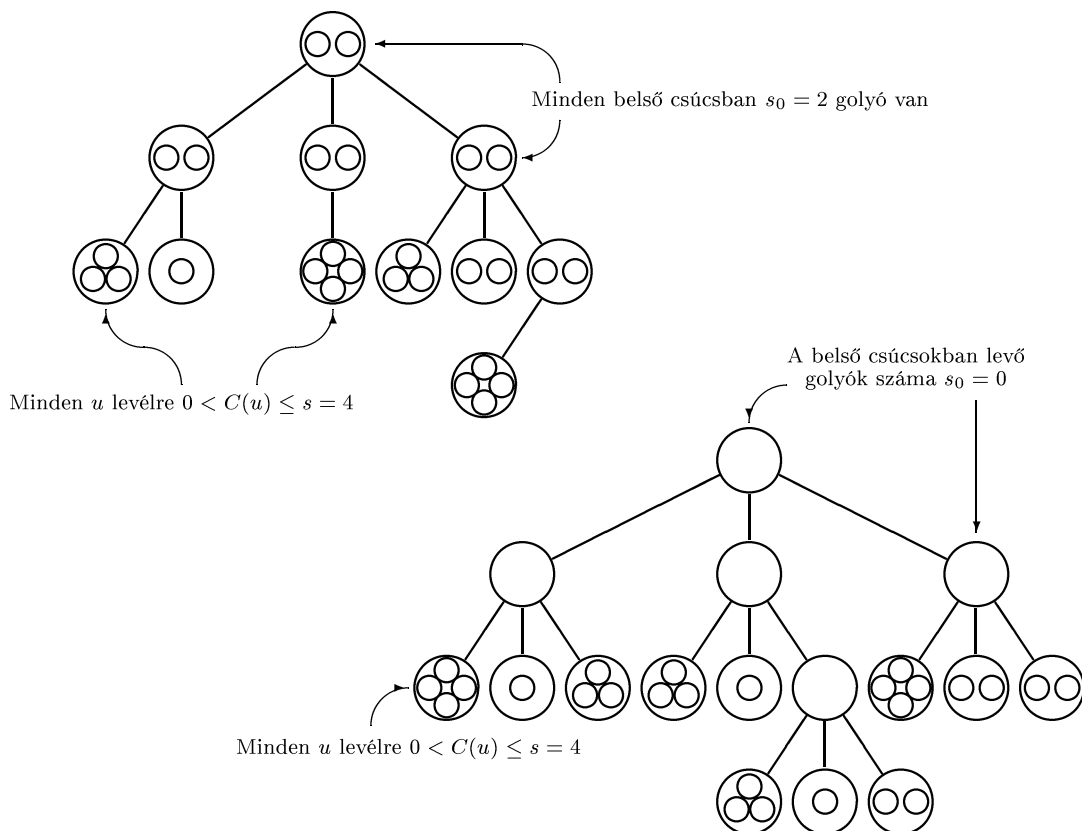 Minden belső csúcsban s₀ = 2 golyó van
Minden u levélre 0 < C(u) ≤ s = 4
A belső csúcsokban levő
golyók száma s₀ = 0
Minden u levélre 0 < C(u) ≤ s = 4